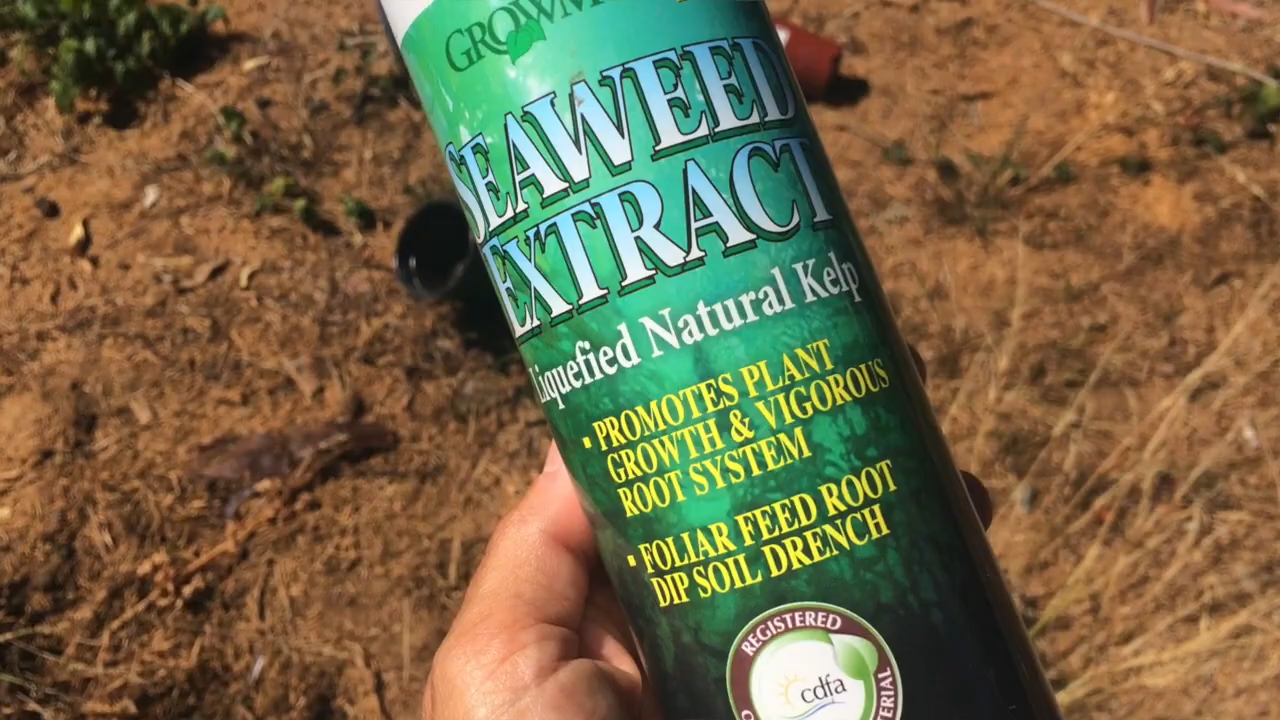 SEAWEED
EXTRACT
Liquefied Natural Kelp
▪ PROMOTES PLANT
GROWTH & VIGOROUS
ROOT SYSTEM
▪ FOLIAR FEED ROOT
DIP SOIL DRENCH
REGISTERED
cdfa